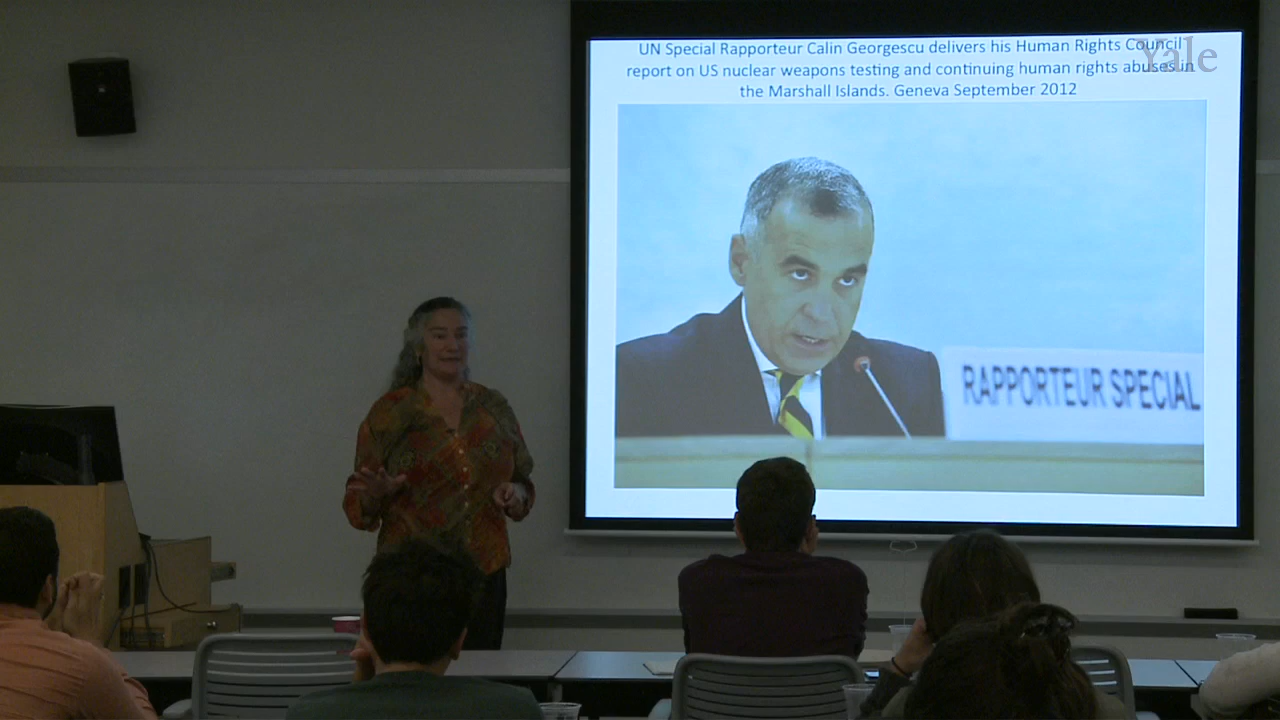 UN Special Rapporteur Calin Georgescu delivers his Human Rights Council
report on US nuclear weapons testing and continuing human rights abuses in
the Marshall Islands. Geneva September 2012
Yale
RAPPORTEUR SPECIAL